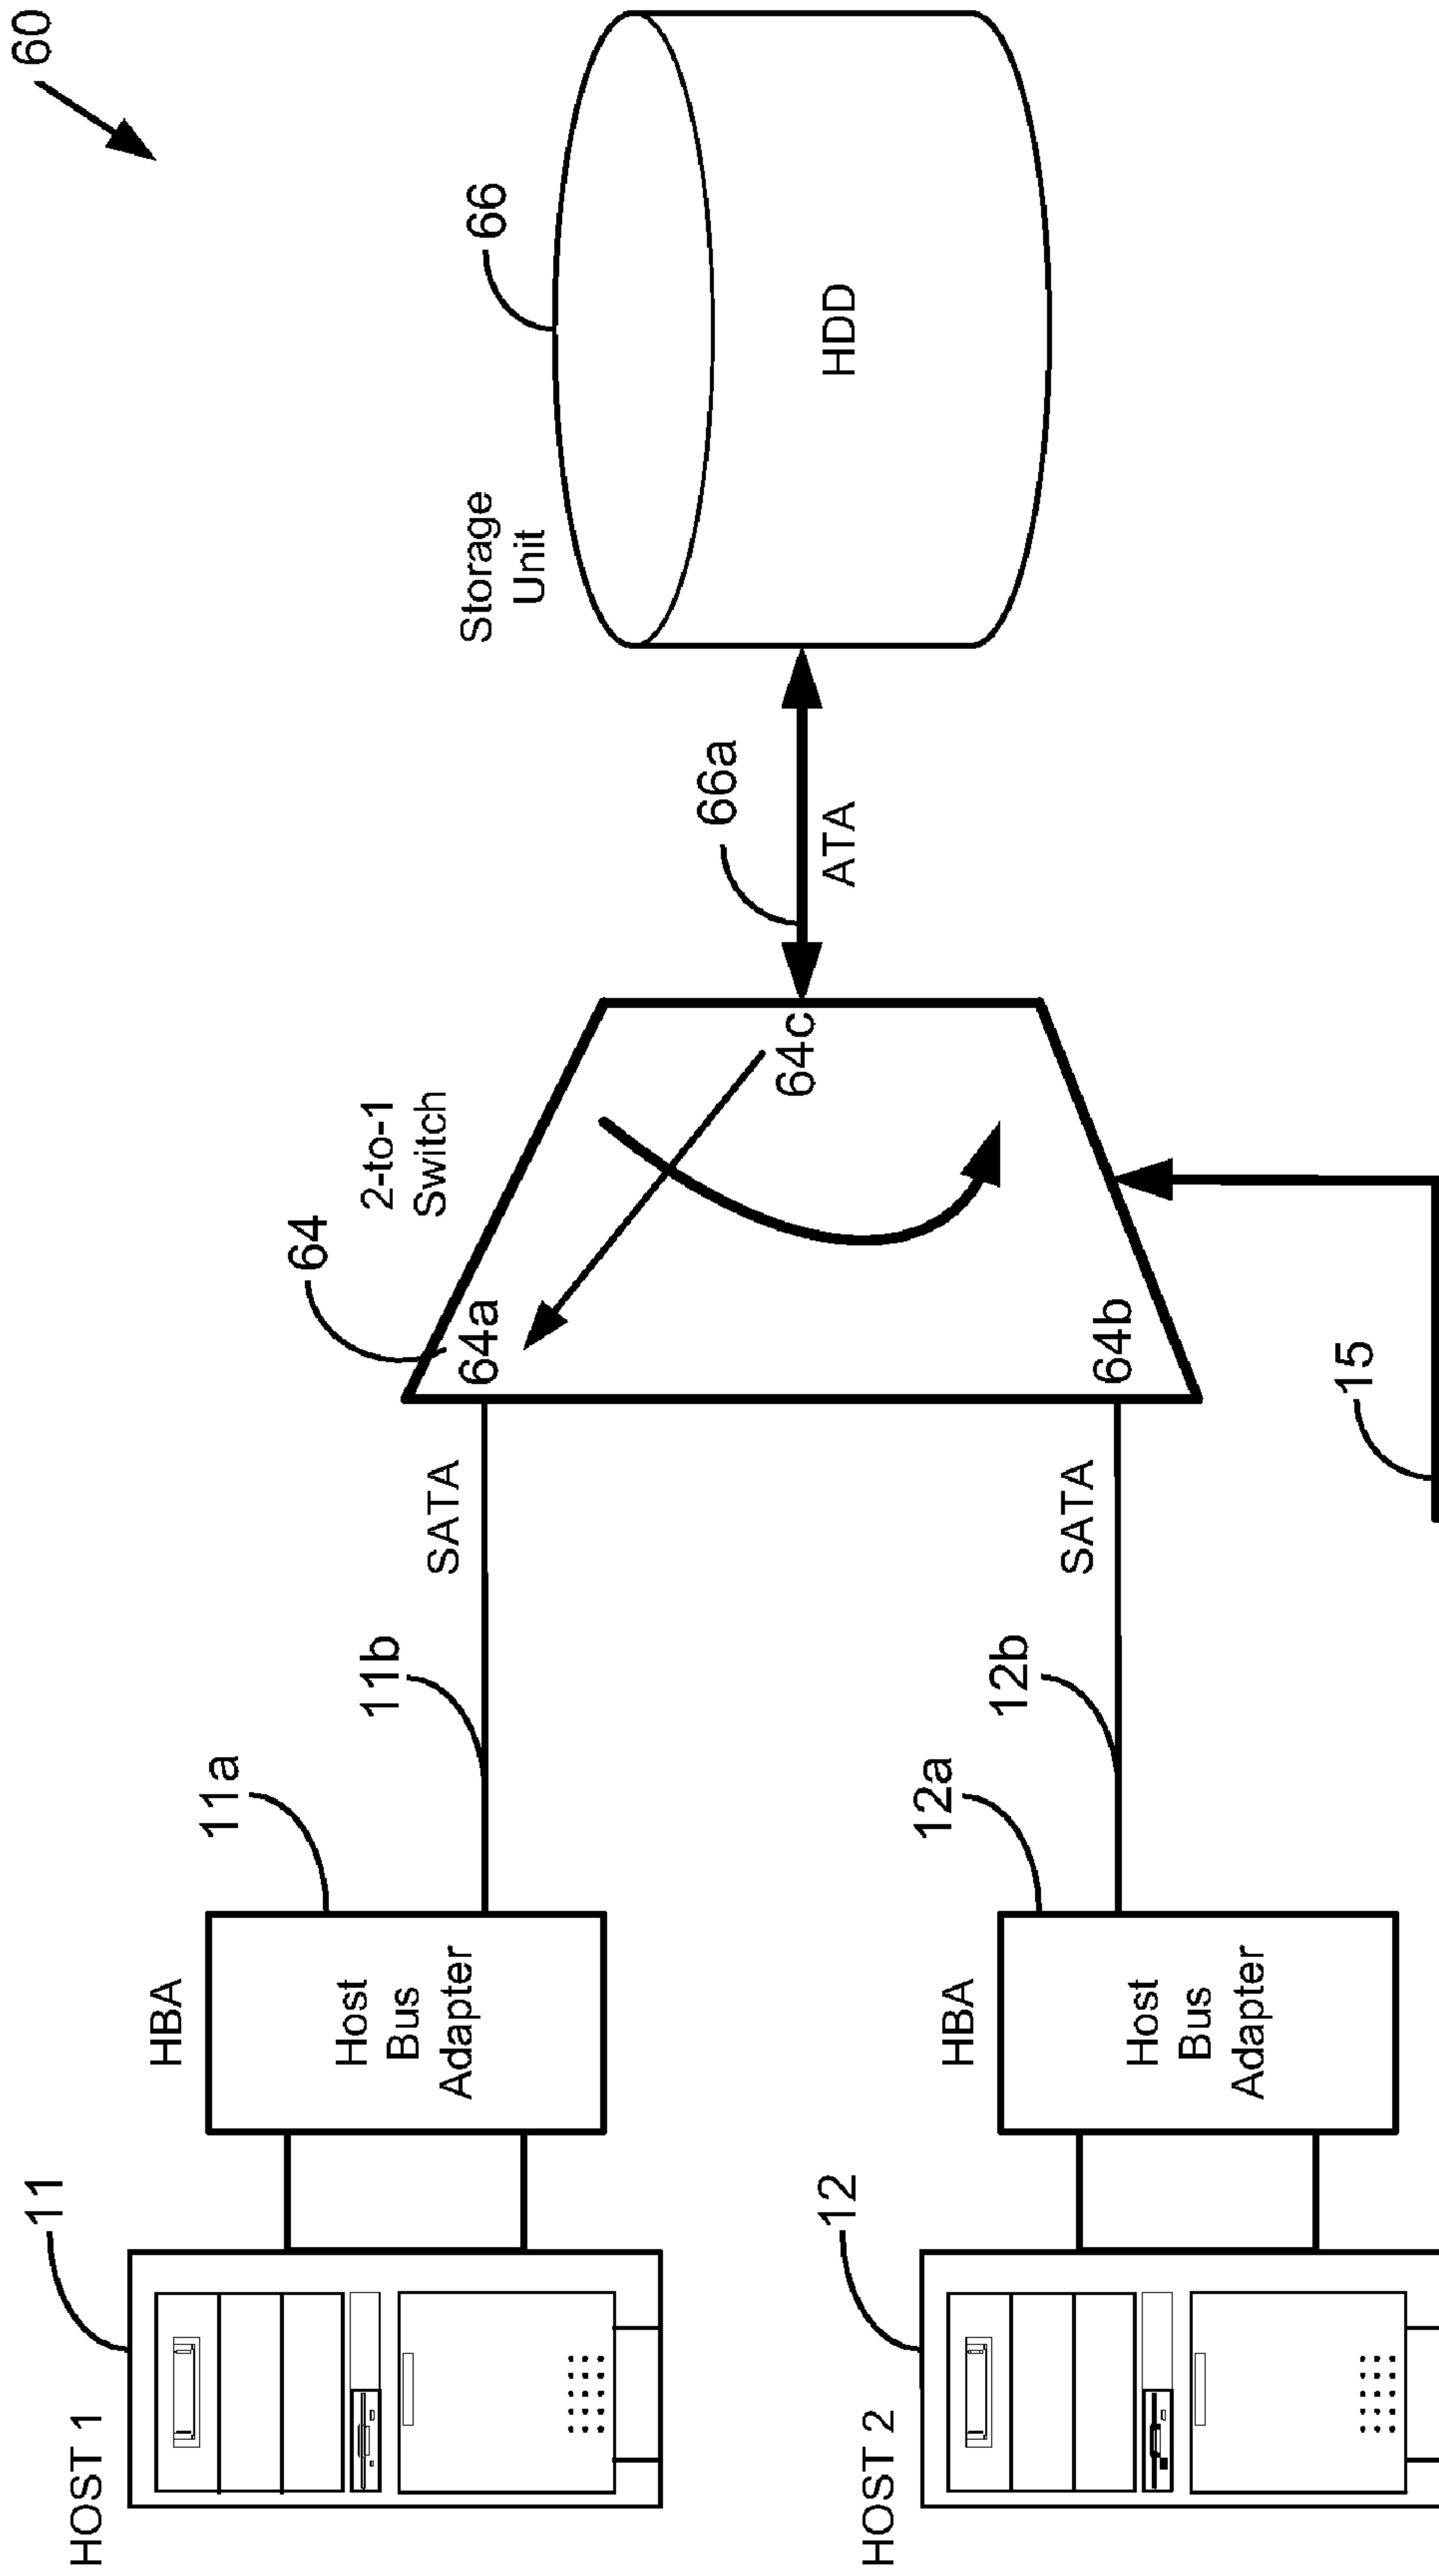 60
HOST 1
11
HBA
11a
Host
Bus
Adapter
11b
SATA
64
2-to-1
Switch
64a
64c
64b
66a
ATA
Storage
Unit
66
HDD
HOST 2
12
HBA
12a
Host
Bus
Adapter
12b
SATA
15